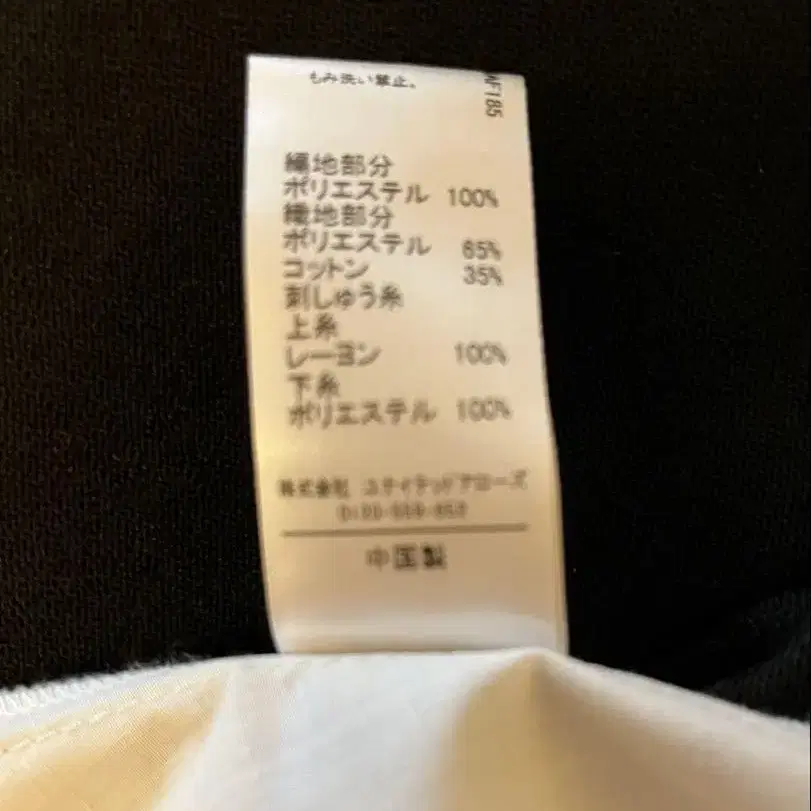 もみ洗い禁止。
NF185
編地部分
ポリエステル 100%
織地部分
ポリエステル 65%
コットン 35%
刺しゅう糸
上糸
レーヨン 100%
下糸
ポリエステル 100%
株式会社 ユナイテッドアローズ
中国製